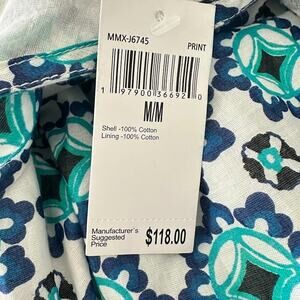 MMX-J6745
PRINT
1 97900 36692 0
M/M
Shell -100% Cotton
Lining -100% Cotton
Manufacturer's
Suggested
Price
$118.00